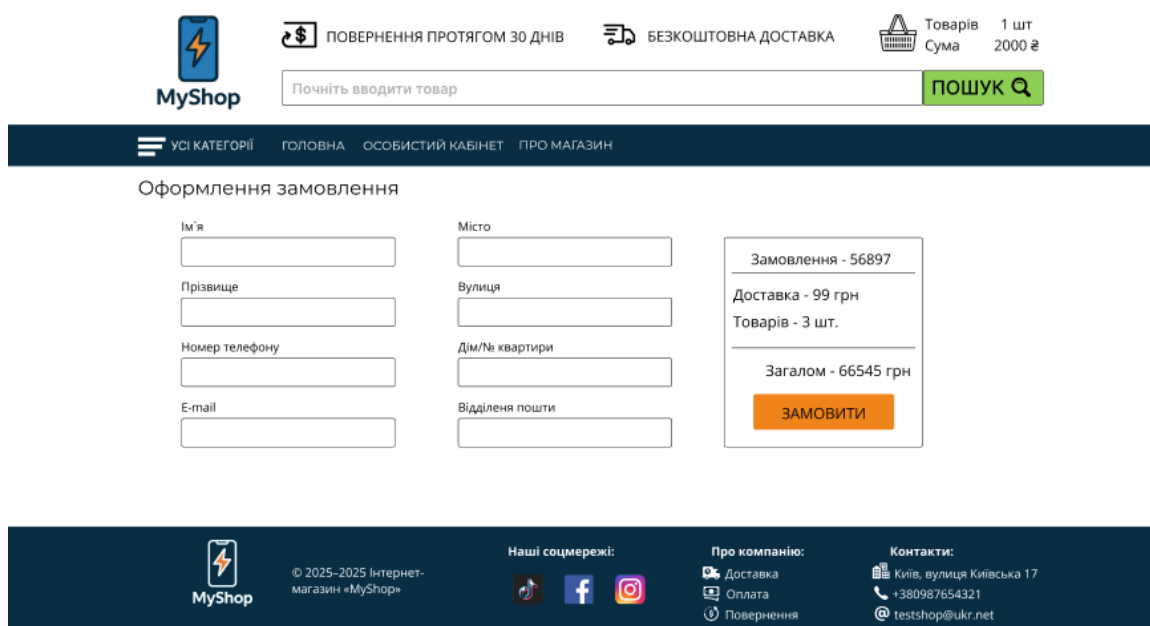 MyShop
ПОВЕРНЕННЯ ПРОТЯГОМ 30 ДНІВ
БЕЗКОШТОВНА ДОСТАВКА
Товарів 1 шт
Сума 2000 ₴
Почніть вводити товар
ПОШУК
УСІ КАТЕГОРІЇ
ГОЛОВНА
ОСОБИСТИЙ КАБІНЕТ
ПРО МАГАЗИН
Оформлення замовлення
Ім`я
Прізвище
Номер телефону
E-mail
Місто
Вулиця
Дім/№ квартири
Відділеня пошти
Замовлення - 56897
Доставка - 99 грн
Товарів - 3 шт.
Загалом - 66545 грн
ЗАМОВИТИ
MyShop
© 2025–2025 Інтернет-
магазин «MyShop»
Наші соцмережі:
Про компанію:
Доставка
Оплата
Повернення
Контакти:
Київ, вулиця Київська 17
+380987654321
testshop@ukr.net